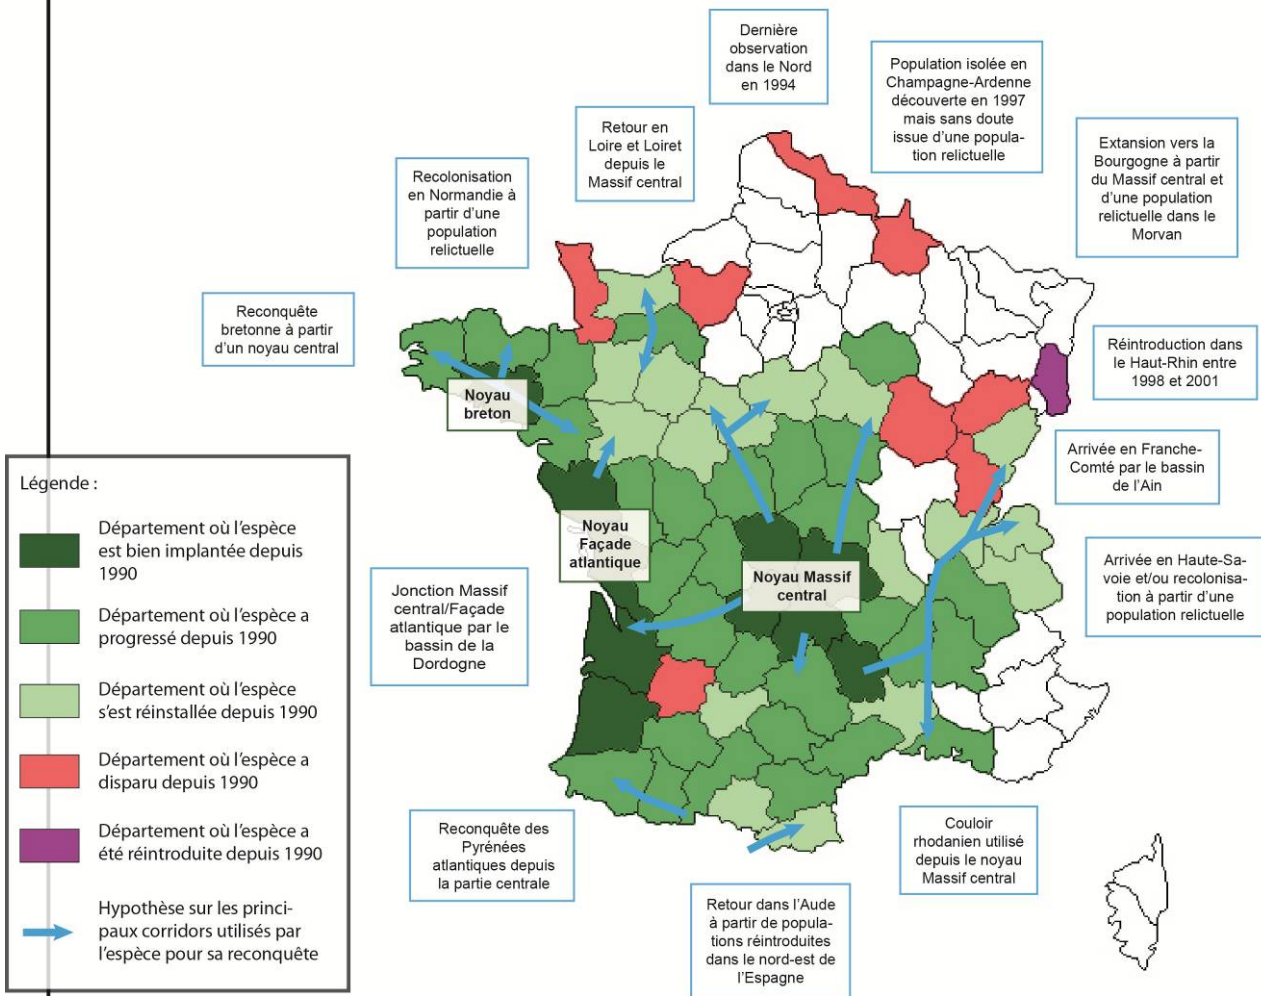 Dernière
observation
dans le Nord
en 1994
Population isolée en
Champagne-Ardenne
découverte en 1997
mais sans doute
issue d'une popula-
tion relictuelle
Retour en
Loire et Loiret
depuis le
Massif central
Extansion vers la
Bourgogne à partir
du Massif central et
d'une population
relictuelle dans le
Morvan
Recolonisation
en Normandie à
partir d'une
population
relictuelle
Reconquête
bretonne à partir
d'un noyau central
Réintroduction dans
le Haut-Rhin entre
1998 et 2001
Noyau
breton
Arrivée en Franche-
Comté par le bassin
de l'Ain
Noyau
Façade
atlantique
Noyau Massif
central
Arrivée en Haute-Sa-
voie et/ou recolonisa-
tion à partir d'une
population relictuelle
Jonction Massif
central/Façade
atlantique par le
bassin de la
Dordogne
Reconquête des
Pyrénées
atlantiques depuis
la partie centrale
Couloir
rhodanien utilisé
depuis le noyau
Massif central
Retour dans l'Aude
à partir de popula-
tions réintroduites
dans le nord-est de
l'Espagne
Légende :
Département où l'espèce
est bien implantée depuis
1990
Département où l'espèce a
progressé depuis 1990
Département où l'espèce
s'est réinstallée depuis 1990
Département où l'espèce a
disparu depuis 1990
Département où l'espèce a
été réintroduite depuis 1990
Hypothèse sur les princi-
paux corridors utilisés par
l'espèce pour sa reconquête